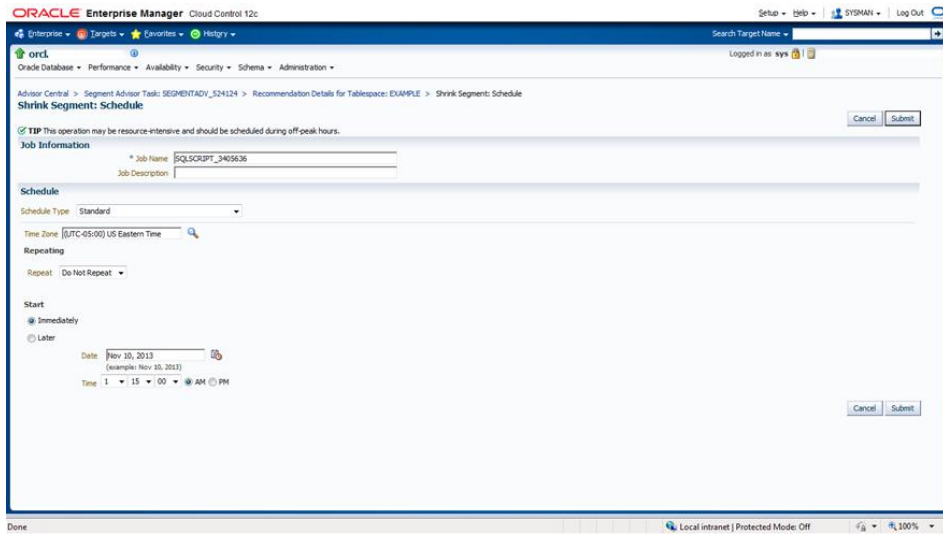 ORACLE Enterprise Manager Cloud Control 12c
Setup Help SYSMAN Log Out
Enterprise Targets Favorites History Search Target Name
orcl. Logged in as sys
Oracle Database Performance Availability Security Schema Administration
Advisor Central > Segment Advisor Task: SEGMENTADV_524124 > Recommendation Details for Tablespace: EXAMPLE > Shrink Segment: Schedule
Shrink Segment: Schedule
Cancel Submit
TIP This operation may be resource-intensive and should be scheduled during off-peak hours.
Job Information
* Job Name SQLSCRIPT_3405636
Job Description
Schedule
Schedule Type Standard
Time Zone (UTC-05:00) US Eastern Time
Repeating
Repeat Do Not Repeat
Start
Immediately
Later
Date Nov 10, 2013
(example: Nov 10, 2013)
Time 1 15 00 AM PM
Cancel Submit
Done Local intranet | Protected Mode: Off 100%